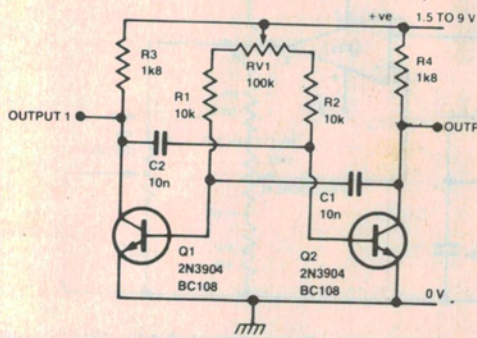 +ve 1.5 TO 9 V
R3
1k8
RV1
100k
R4
1k8
R1
10k
R2
10k
OUTPUT 1
OUTP
C2
10n
C1
10n
Q1
2N3904
BC108
Q2
2N3904
BC108
0 V